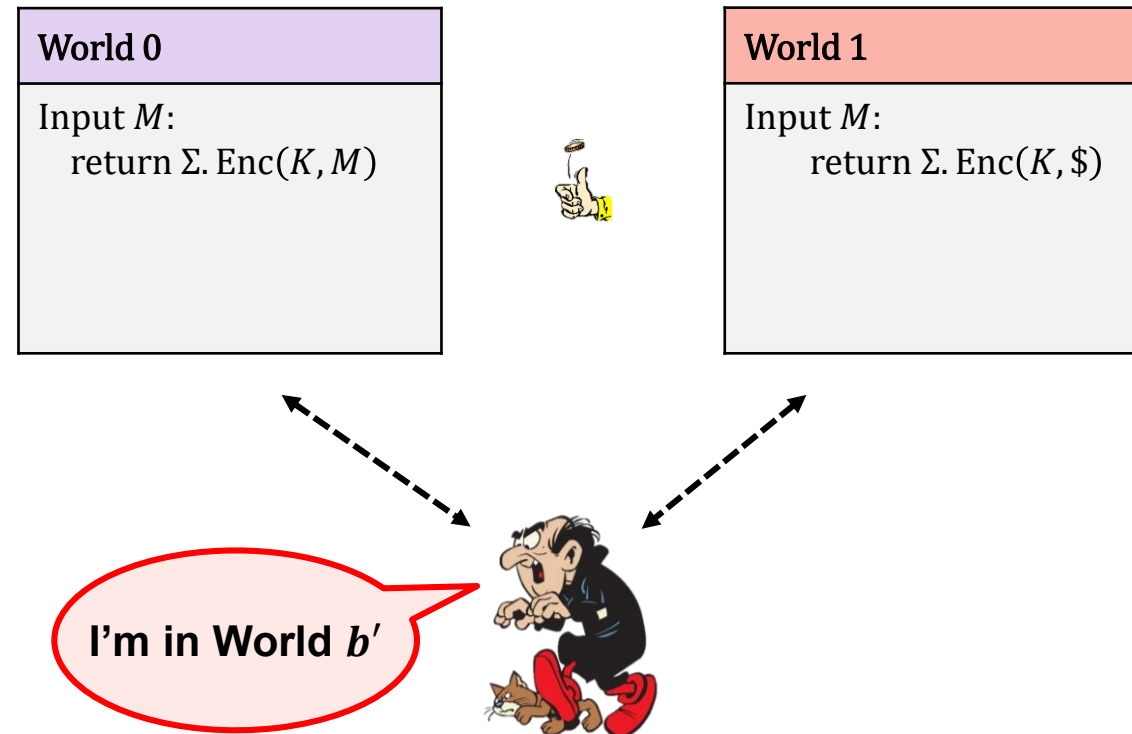 World 0
Input 𝑀:
return Σ. Enc(𝐾, 𝑀)
World 1
Input 𝑀:
return Σ. Enc(𝐾, $)
I'm in World 𝒃′